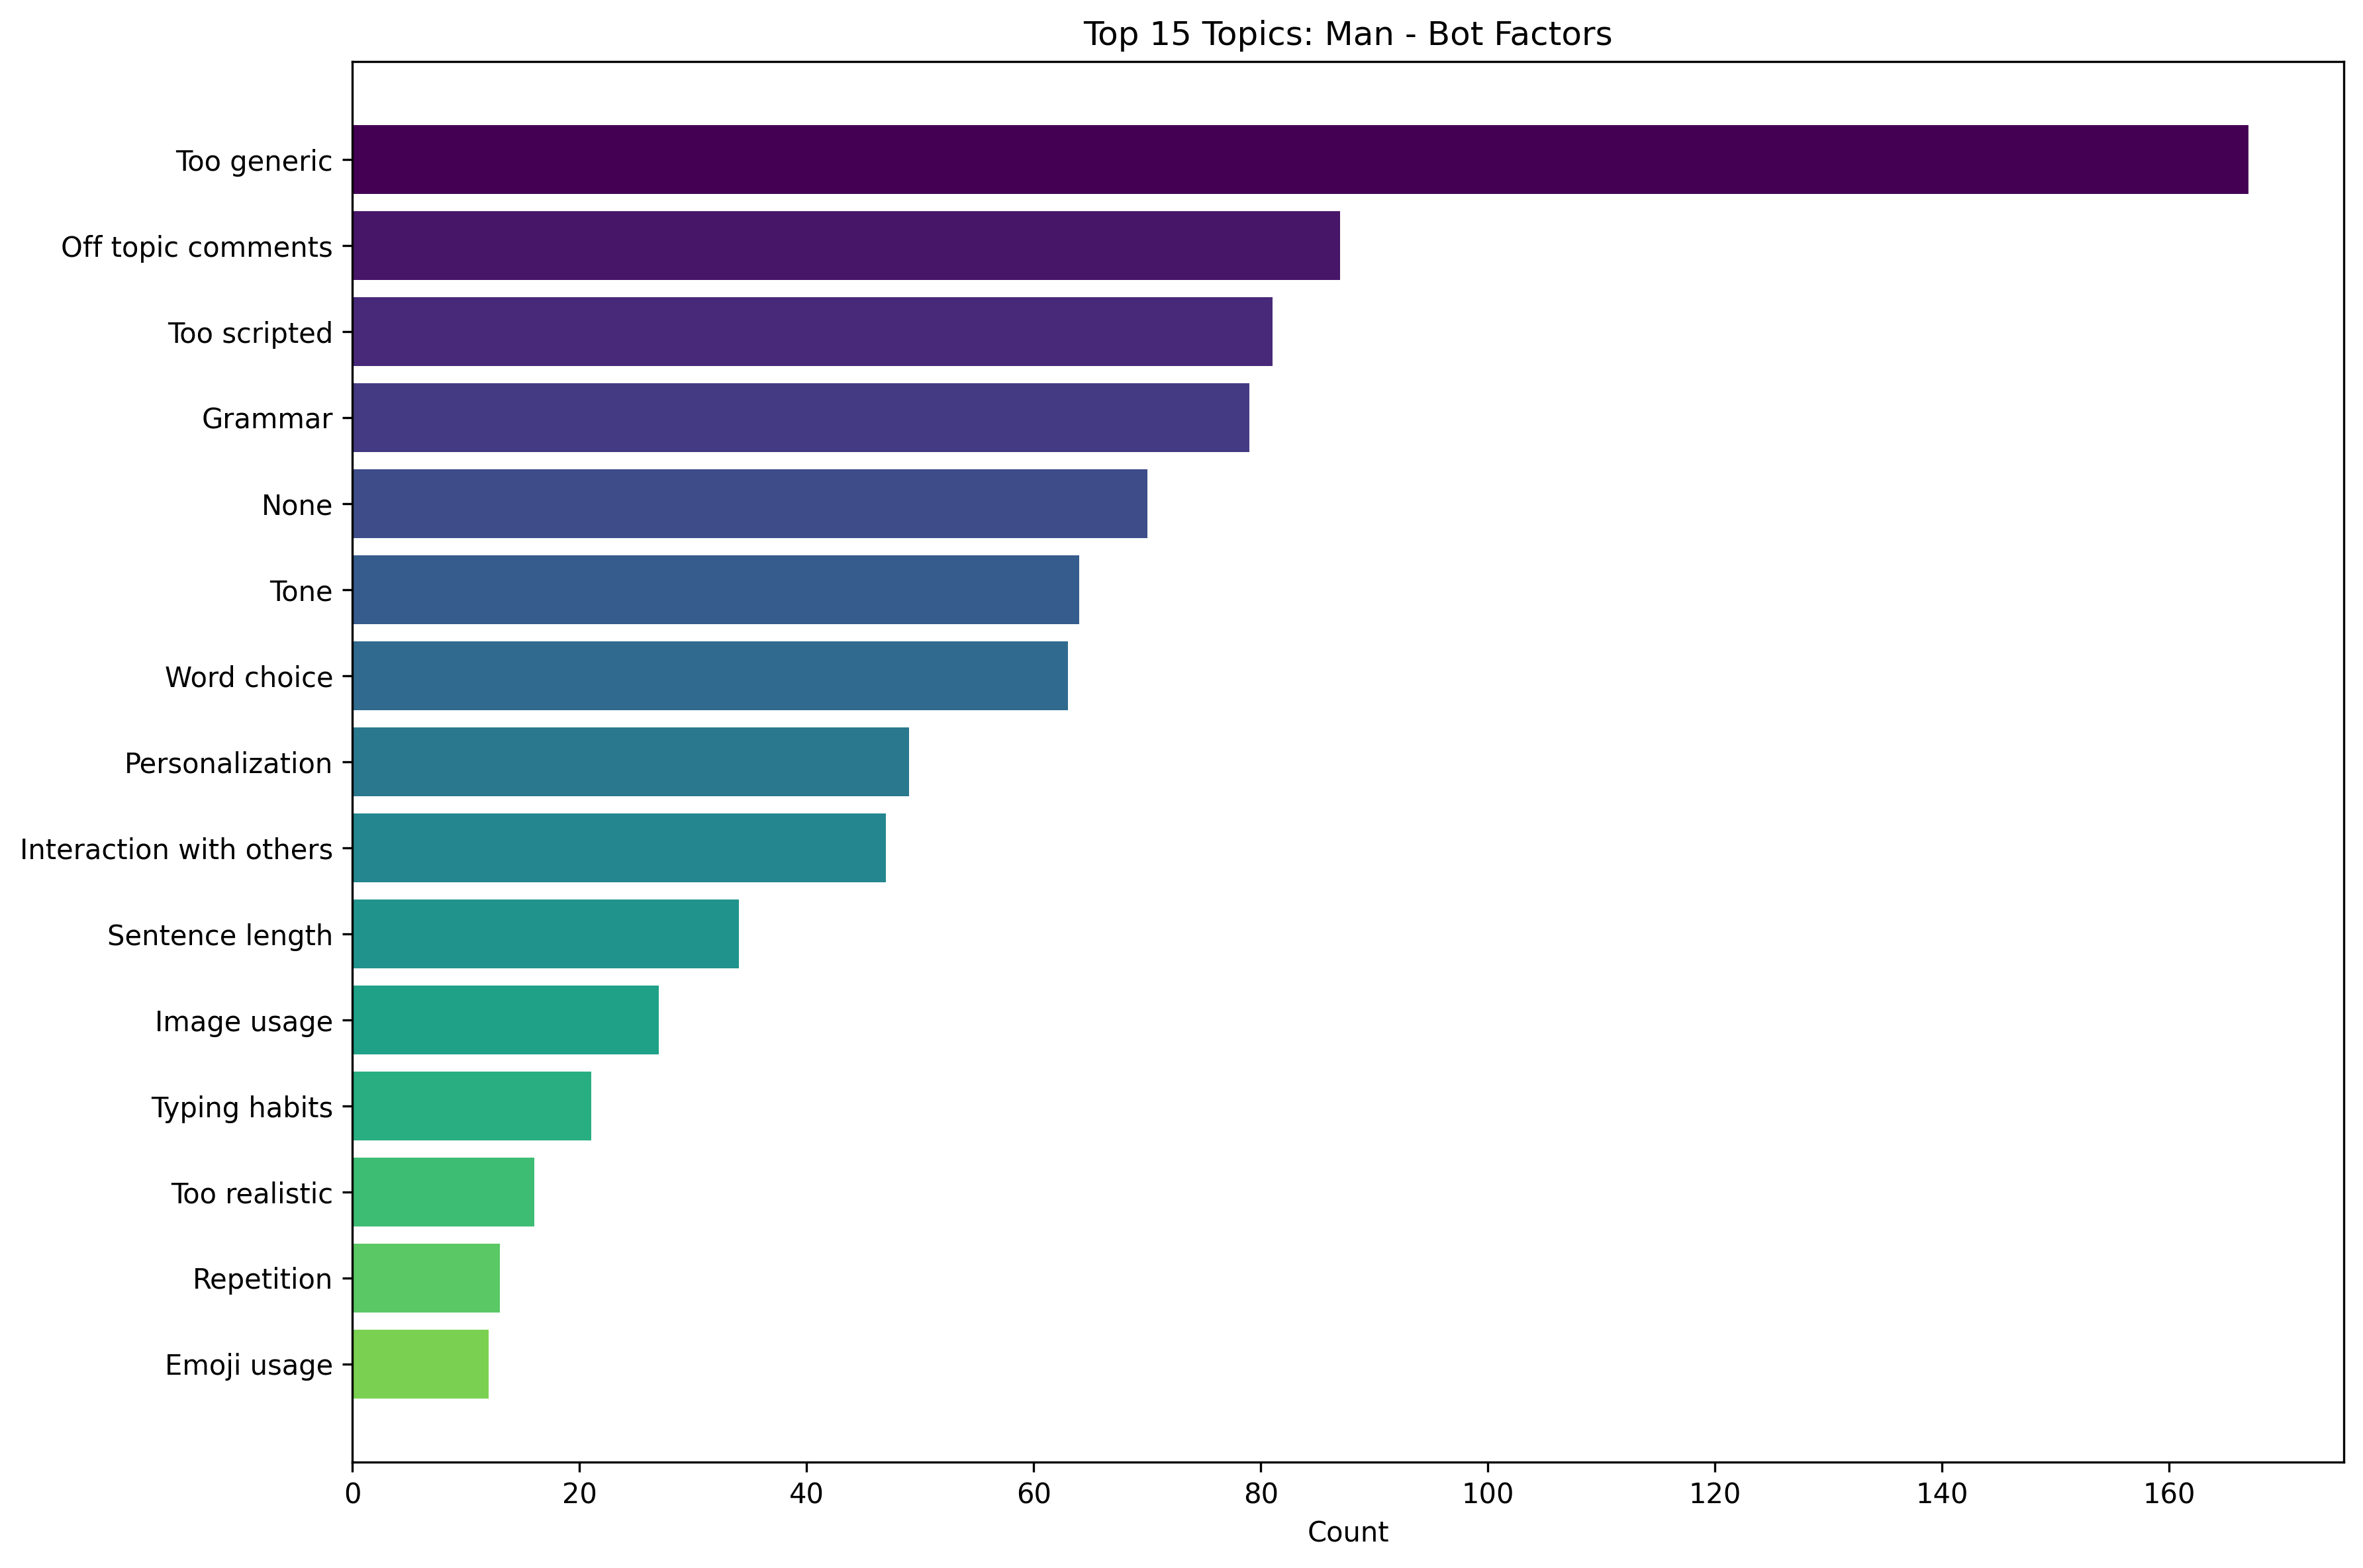 Top 15 Topics: Man - Bot Factors
Too generic
Off topic comments
Too scripted
Grammar
None
Tone
Word choice
Personalization
Interaction with others
Sentence length
Image usage
Typing habits
Too realistic
Repetition
Emoji usage
0 20 40 60 80 100 120 140 160
Count